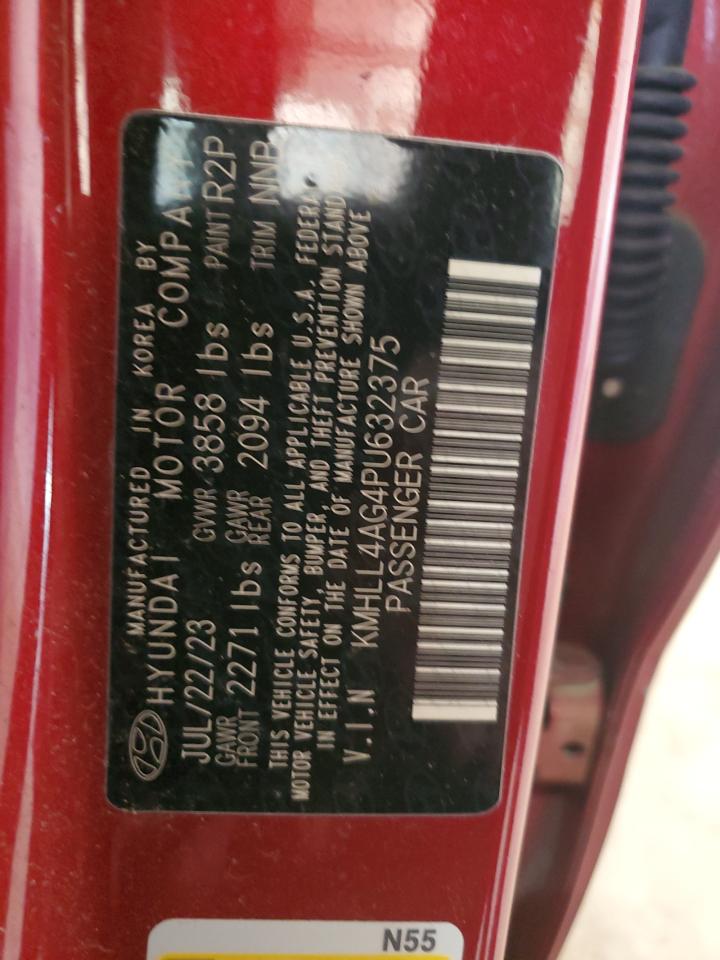 MANUFACTURED IN KOREA BY
HYUNDAI MOTOR COMPANY
JUL/22/23 GVWR 3858 lbs PAINT R2P
GAWR FRONT 2271 lbs GAWR REAR 2094 lbs TRIM NNB
THIS VEHICLE CONFORMS TO ALL APPLICABLE U.S.A. FEDERAL
MOTOR VEHICLE SAFETY, BUMPER, AND THEFT PREVENTION
IN EFFECT ON THE DATE OF MANUFACTURE SHOWN ABOVE
V.I.N KMHLL4AG4PU632375
PASSENGER CAR
N55